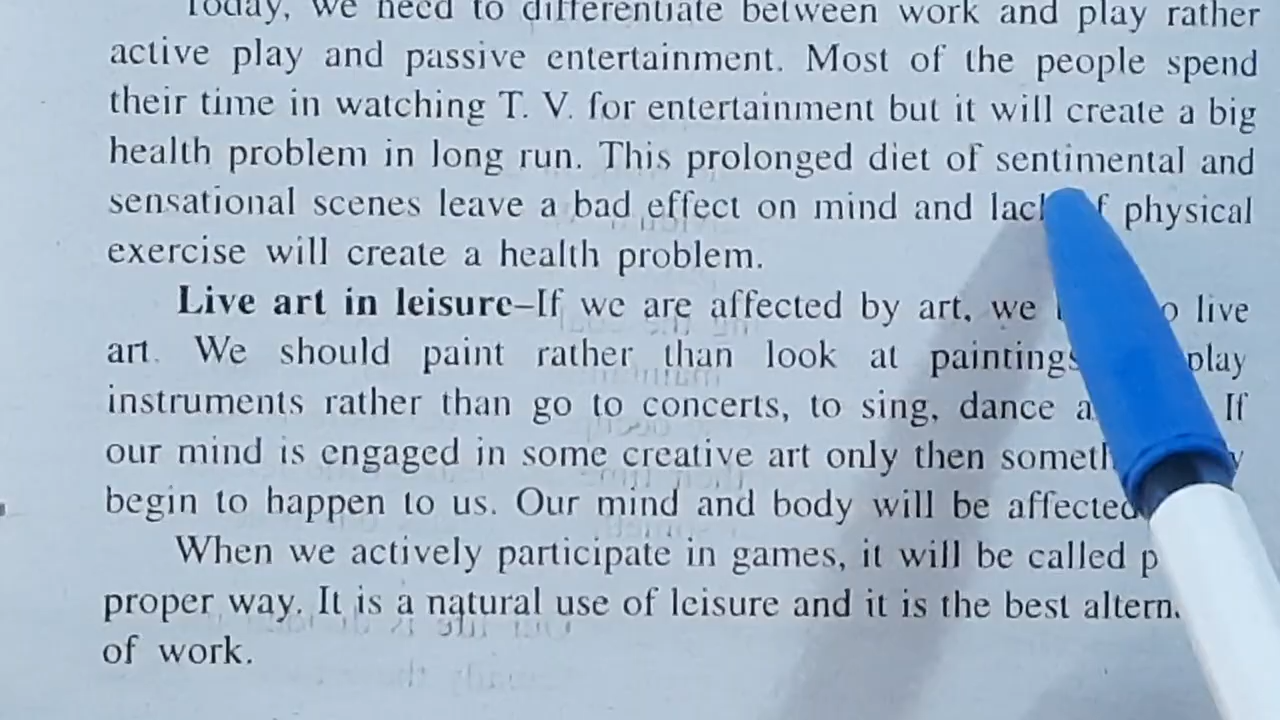 Today, we need to differentiate between work and play rather
active play and passive entertainment. Most of the people spend
their time in watching T. V. for entertainment but it will create a big
health problem in long run. This prolonged diet of sentimental and
sensational scenes leave a bad effect on mind and lack of physical
exercise will create a health problem.
Live art in leisure–If we are affected by art, we live
art. We should paint rather than look at paintings play
instruments rather than go to concerts, to sing, dance If
our mind is engaged in some creative art only then
begin to happen to us. Our mind and body will be affected
When we actively participate in games, it will be called
proper way. It is a natural use of leisure and it is the best
of work.